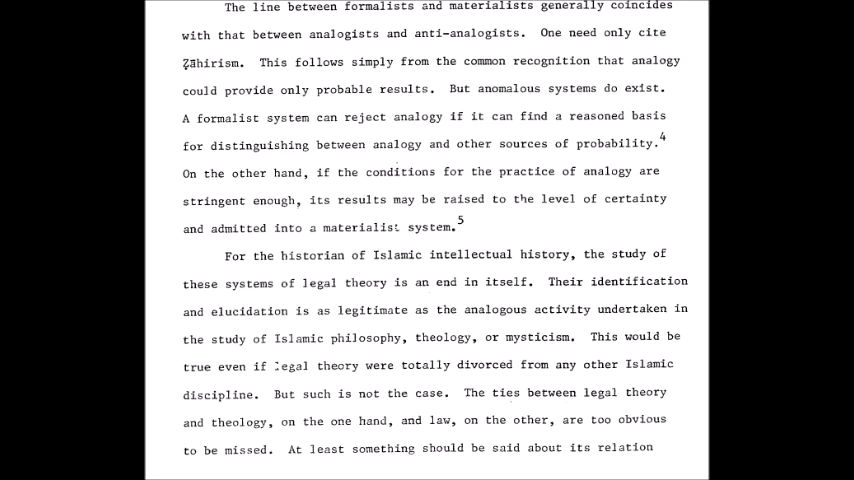 The line between formalists and materialists generally coincides
with that between analogists and anti-analogists. One need only cite
Ẓāhirism. This follows simply from the common recognition that analogy
could provide only probable results. But anomalous systems do exist.
A formalist system can reject analogy if it can find a reasoned basis
for distinguishing between analogy and other sources of probability.4
On the other hand, if the conditions for the practice of analogy are
stringent enough, its results may be raised to the level of certainty
and admitted into a materialist system.5
For the historian of Islamic intellectual history, the study of
these systems of legal theory is an end in itself. Their identification
and elucidation is as legitimate as the analogous activity undertaken in
the study of Islamic philosophy, theology, or mysticism. This would be
true even if legal theory were totally divorced from any other Islamic
discipline. But such is not the case. The ties between legal theory
and theology, on the one hand, and law, on the other, are too obvious
to be missed. At least something should be said about its relation